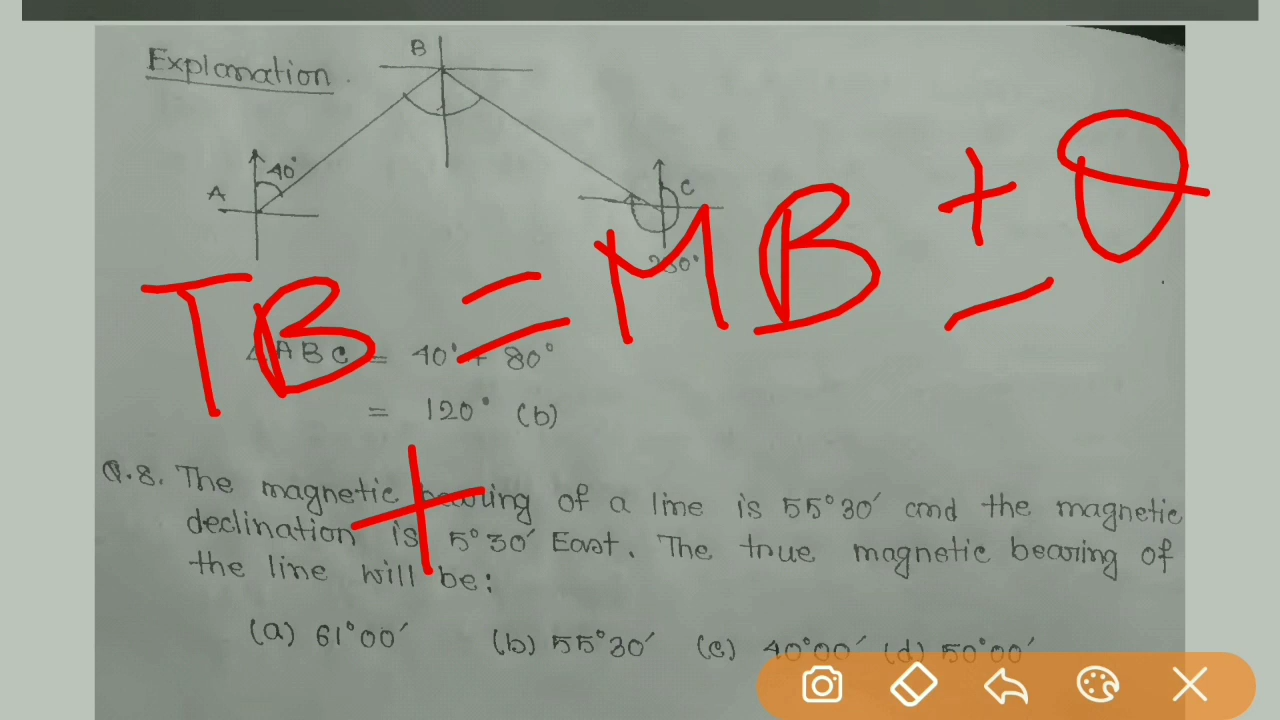 Explanation.
B
40°
A
C
280°
TB = MB + θ
−
∠ABC = 40° + 80°
= 120° (b)
+
Q.8. The magnetic bearing of a line is 55°30′ and the magnetic
declination is 5°30′ East. The true magnetic bearing of
the line will be:
(a) 61°00′ (b) 55°30′ (c) 40°00′ (d) 50°00′